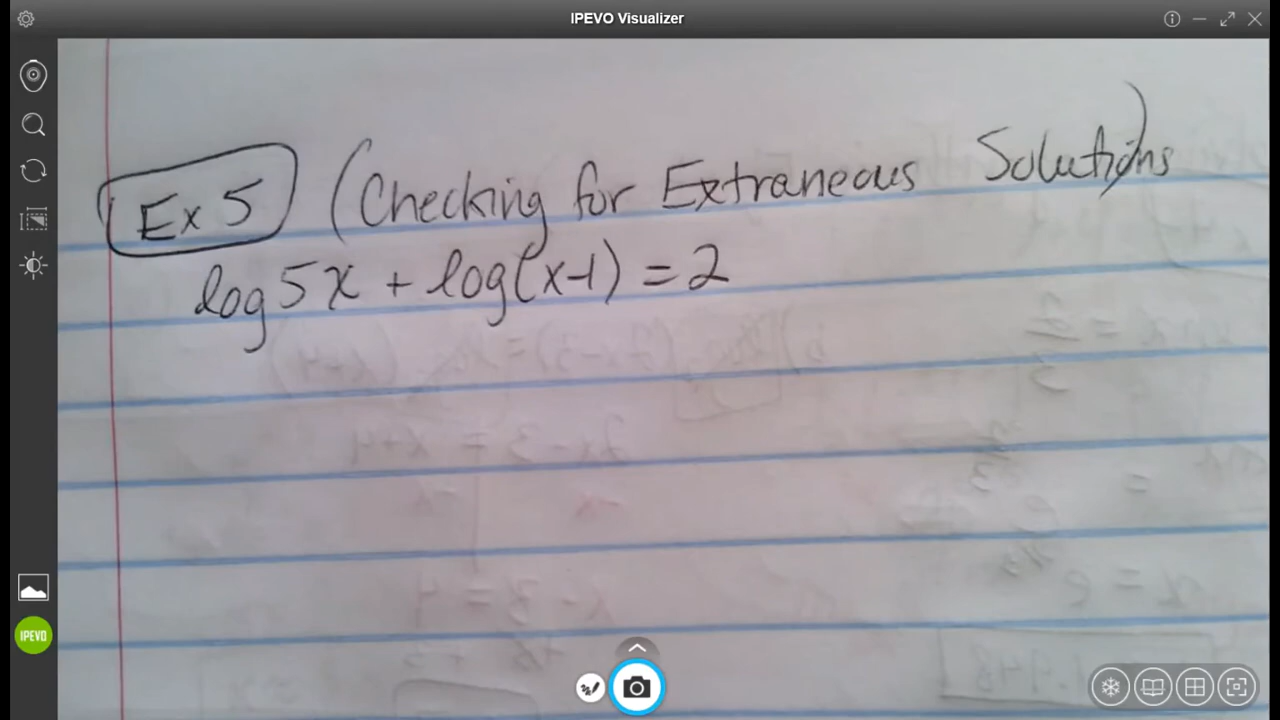 IPEVO Visualizer
Ex 5 (Checking for Extraneous Solutions)
log 5x + log(x-1) = 2
IPEVO